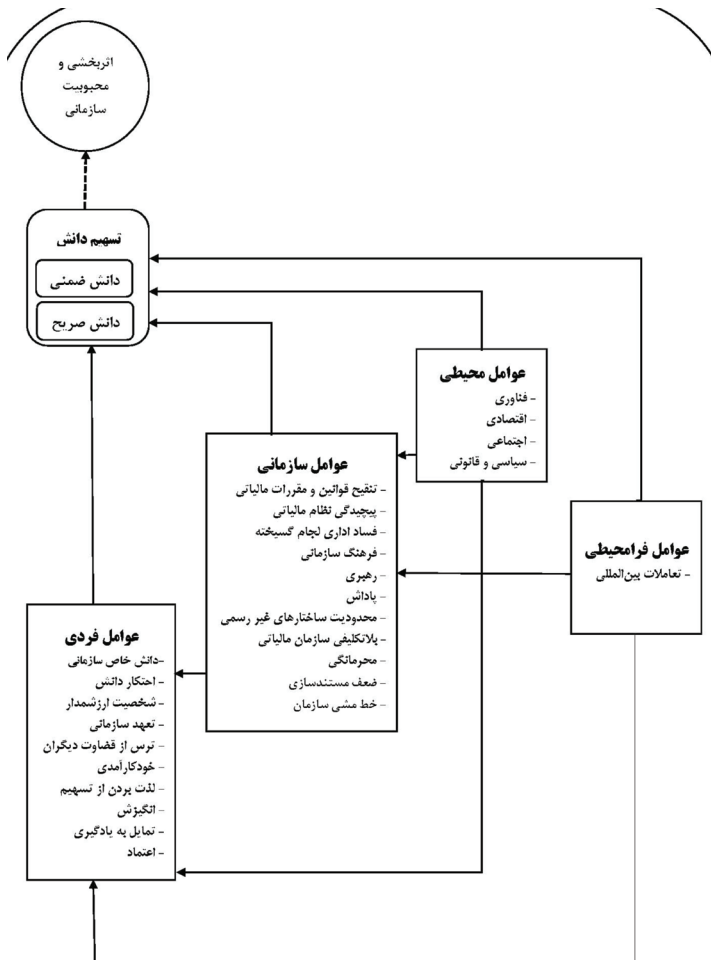 اثربخشی و
محبوبیت
سازمانی
تسهیم دانش
دانش ضمنی
دانش صریح
عوامل محیطی
- فناوری
- اقتصادی
- اجتماعی
- سیاسی و قانونی
عوامل سازمانی
- تنقیح قوانین و مقررات مالیاتی
- پیچیدگی نظام مالیاتی
- فساد اداری لجام گسیخته
- فرهنگ سازمانی
- رهبری
- پاداش
- محدودیت ساختارهای غیر رسمی
- بلاتکلیفی سازمان مالیاتی
- محرمانگی
- ضعف مستندسازی
- خط مشی سازمان
عوامل فرامحیطی
- تعاملات بین‌المللی
عوامل فردی
-دانش خاص سازمانی
- احتکار دانش
- شخصیت ارزشمدار
- تعهد سازمانی
- ترس از قضاوت دیگران
- خودکارآمدی
- لذت بردن از تسهیم
- انگیزش
- تمایل به یادگیری
- اعتماد